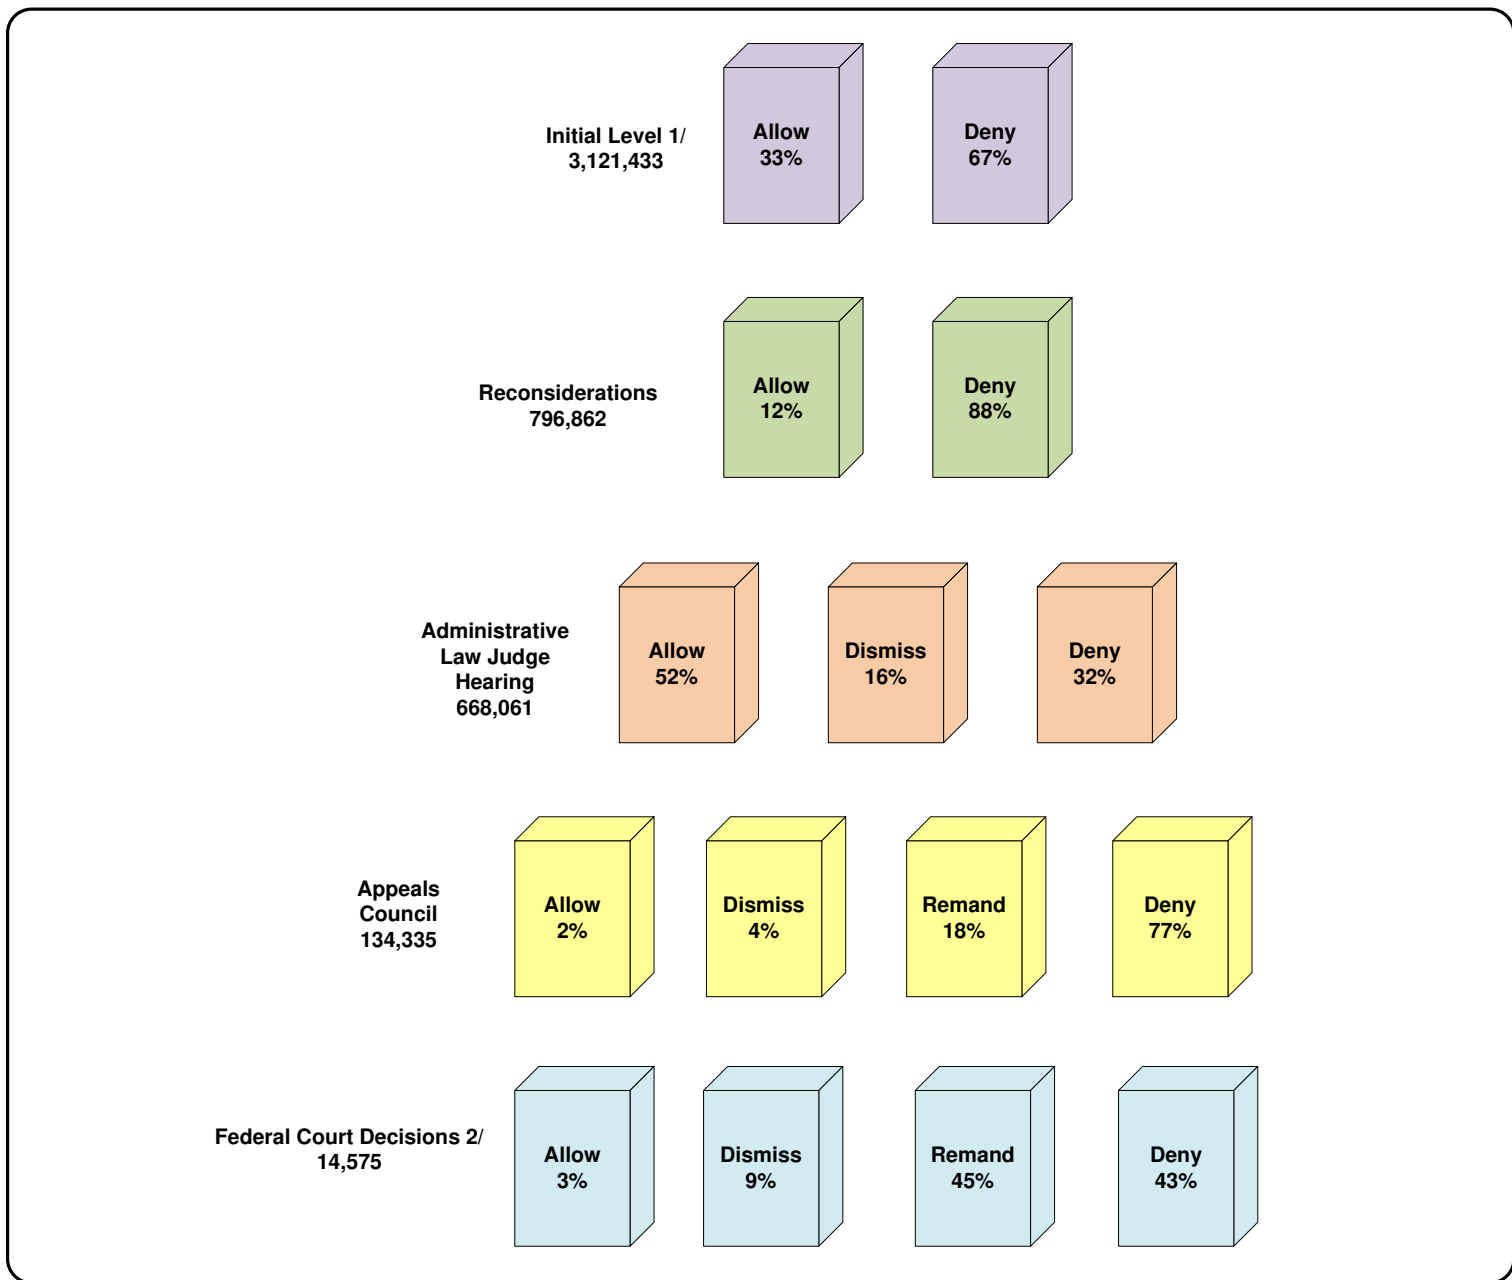 Initial Level 1/
3,121,433
Allow
33%
Deny
67%
Reconsiderations
796,862
Allow
12%
Deny
88%
Administrative
Law Judge
Hearing
668,061
Allow
52%
Dismiss
16%
Deny
32%
Appeals
Council
134,335
Allow
2%
Dismiss
4%
Remand
18%
Deny
77%
Federal Court Decisions 2/
14,575
Allow
3%
Dismiss
9%
Remand
45%
Deny
43%